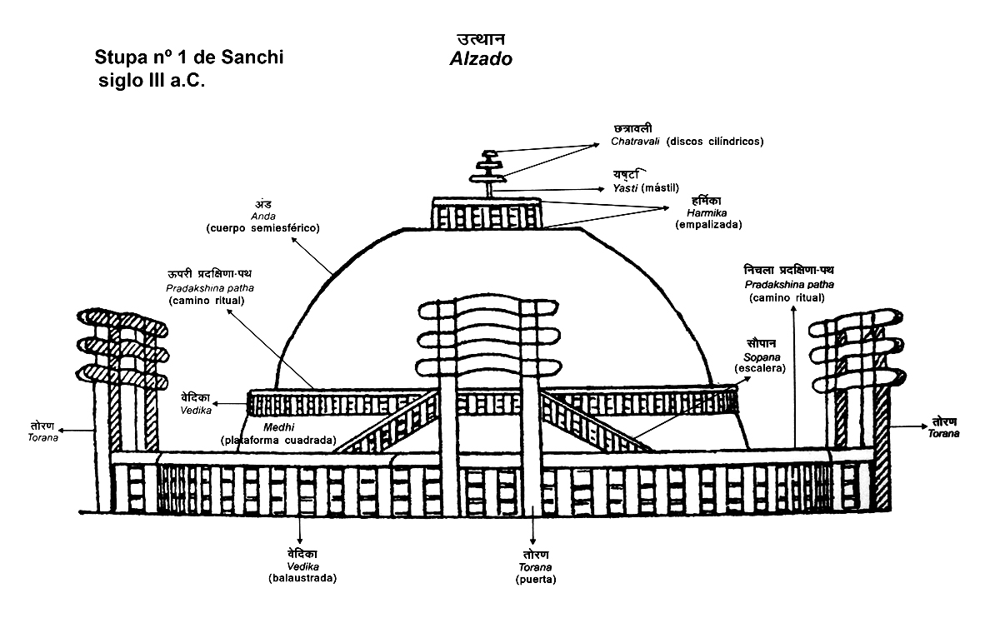 उत्थान
Alzado
Stupa nº 1 de Sanchi
siglo III a.C.
छत्रावली
Chatravali (discos cilíndricos)
यष्टि
Yasti (mástil)
हर्मिका
Harmika
(empalizada)
अंड
Anda
(cuerpo semiesférico)
ऊपरी प्रदक्षिणा-पथ
Pradakshina patha
(camino ritual)
निचला प्रदक्षिणा-पथ
Pradakshina patha
(camino ritual)
सौपान
Sopana
(escalera)
वेदिका
Vedika
Medhi
(plataforma cuadrada)
तोरण
Torana
तोरण
Torana
वेदिका
Vedika
(balaustrada)
तोरण
Torana
(puerta)